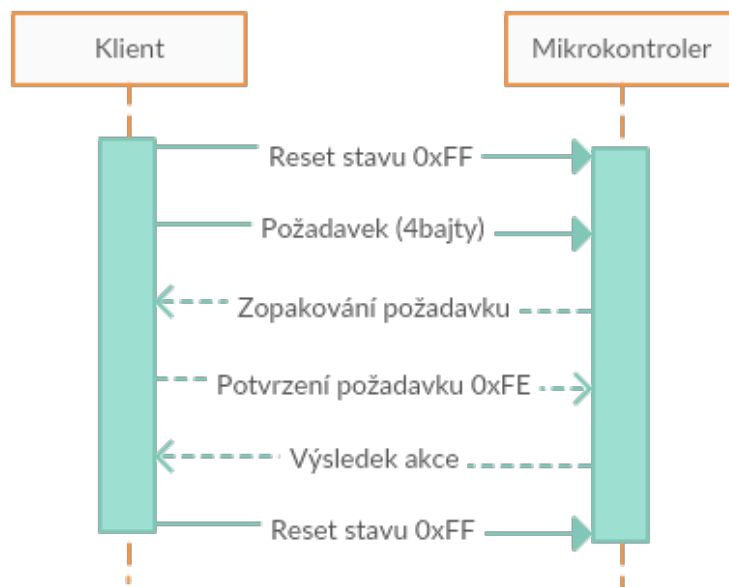 Klient
Mikrokontroler
Reset stavu 0xFF
Požadavek (4bajty)
Zopakování požadavku
Potvrzení požadavku 0xFE
Výsledek akce
Reset stavu 0xFF